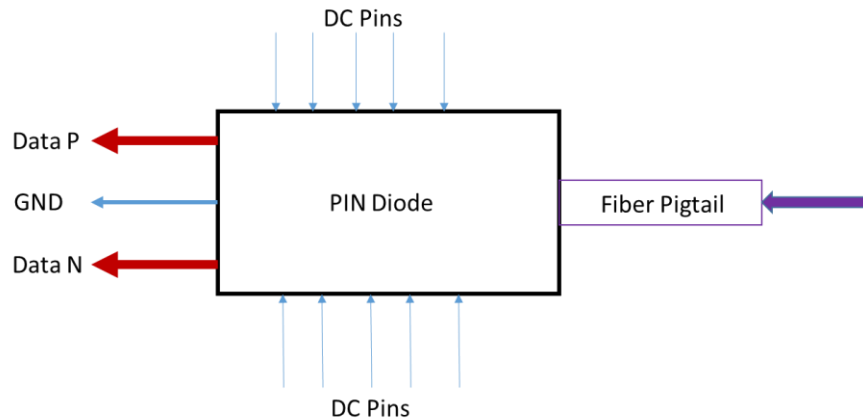 DC Pins
Data P
GND
PIN Diode
Fiber Pigtail
Data N
DC Pins